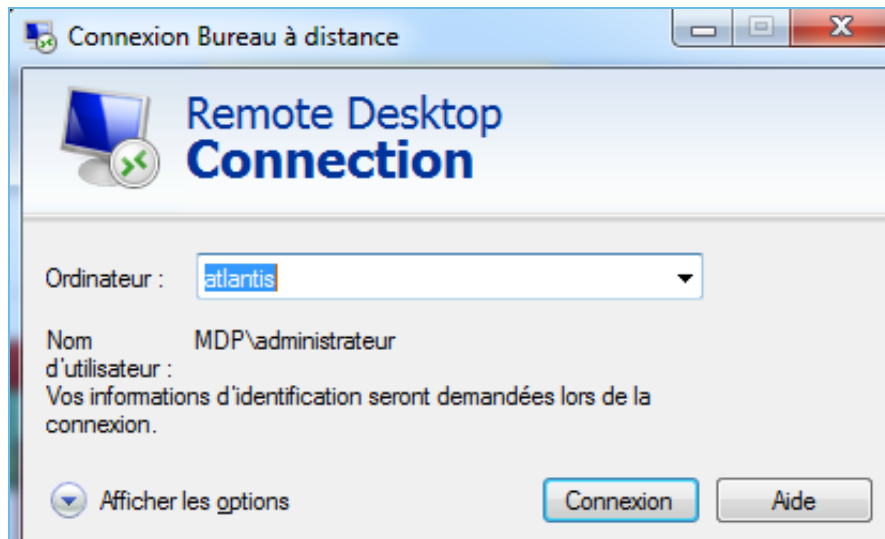 Connexion Bureau à distance
Remote Desktop
Connection
Ordinateur : atlantis
Nom MDP\administrateur
d'utilisateur :
Vos informations d'identification seront demandées lors de la
connexion.
Afficher les options Connexion Aide